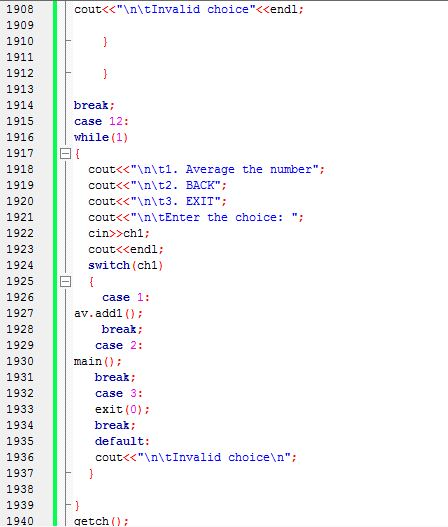 1908 cout<<"\n\tInvalid choice"<<endl;
1909
1910 }
1911
1912 }
1913
1914 break;
1915 case 12:
1916 while(1)
1917 {
1918 cout<<"\n\t1. Average the number";
1919 cout<<"\n\t2. BACK";
1920 cout<<"\n\t3. EXIT";
1921 cout<<"\n\tEnter the choice: ";
1922 cin>>ch1;
1923 cout<<endl;
1924 switch(ch1)
1925 {
1926 case 1:
1927 av.add1();
1928 break;
1929 case 2:
1930 main();
1931 break;
1932 case 3:
1933 exit(0);
1934 break;
1935 default:
1936 cout<<"\n\tInvalid choice\n";
1937 }
1938
1939 }
1940 getch();